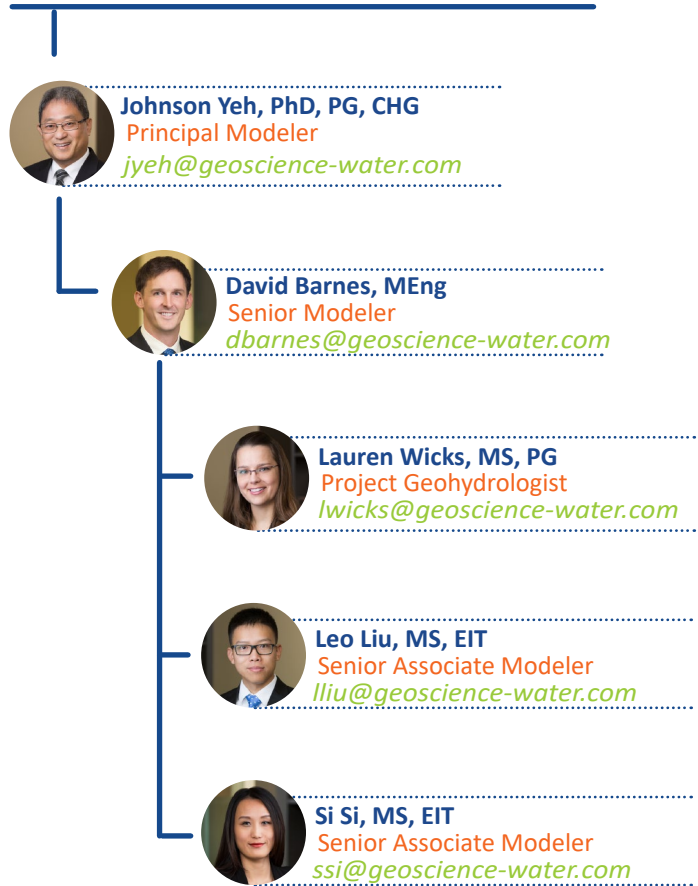 Johnson Yeh, PhD, PG, CHG
Principal Modeler
jyeh@geoscience-water.com
David Barnes, MEng
Senior Modeler
dbarnes@geoscience-water.com
Lauren Wicks, MS, PG
Project Geohydrologist
lwicks@geoscience-water.com
Leo Liu, MS, EIT
Senior Associate Modeler
lliu@geoscience-water.com
Si Si, MS, EIT
Senior Associate Modeler
ssi@geoscience-water.com